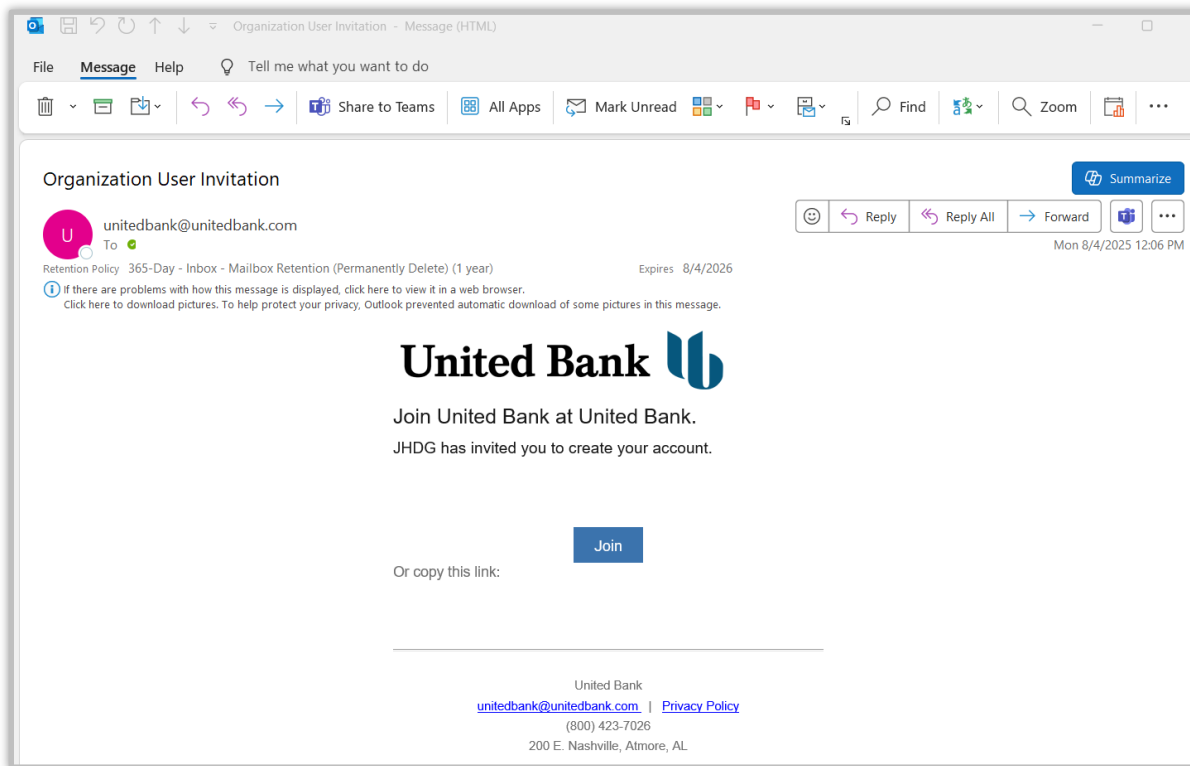 Organization User Invitation - Message (HTML)
File Message Help Tell me what you want to do
Share to Teams All Apps Mark Unread Find Zoom
Organization User Invitation
Summarize
U
unitedbank@unitedbank.com
To
Reply Reply All Forward
Mon 8/4/2025 12:06 PM
Retention Policy 365-Day - Inbox - Mailbox Retention (Permanently Delete) (1 year) Expires 8/4/2026
If there are problems with how this message is displayed, click here to view it in a web browser.
Click here to download pictures. To help protect your privacy, Outlook prevented automatic download of some pictures in this message.
United Bank
Join United Bank at United Bank.
JHDG has invited you to create your account.
Join
Or copy this link:
United Bank
unitedbank@unitedbank.com | Privacy Policy
(800) 423-7026
200 E. Nashville, Atmore, AL